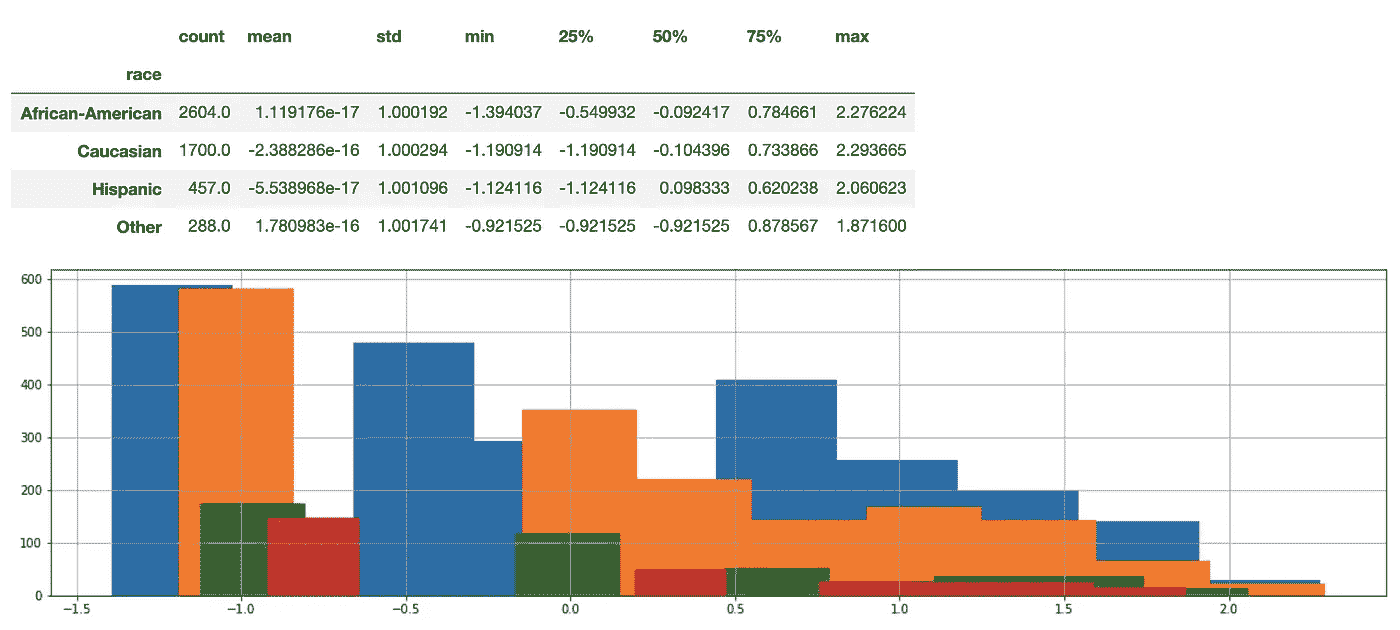 count mean std min 25% 50% 75% max
race
African-American 2604.0 1.119176e-17 1.000192 -1.394037 -0.549932 -0.092417 0.784661 2.276224
Caucasian 1700.0 -2.388286e-16 1.000294 -1.190914 -1.190914 -0.104396 0.733866 2.293665
Hispanic 457.0 -5.538968e-17 1.001096 -1.124116 -1.124116 0.098333 0.620238 2.060623
Other 288.0 1.780983e-16 1.001741 -0.921525 -0.921525 -0.921525 0.878567 1.871600
600
500
400
300
200
100
0
−1.5 −1.0 −0.5 0.0 0.5 1.0 1.5 2.0